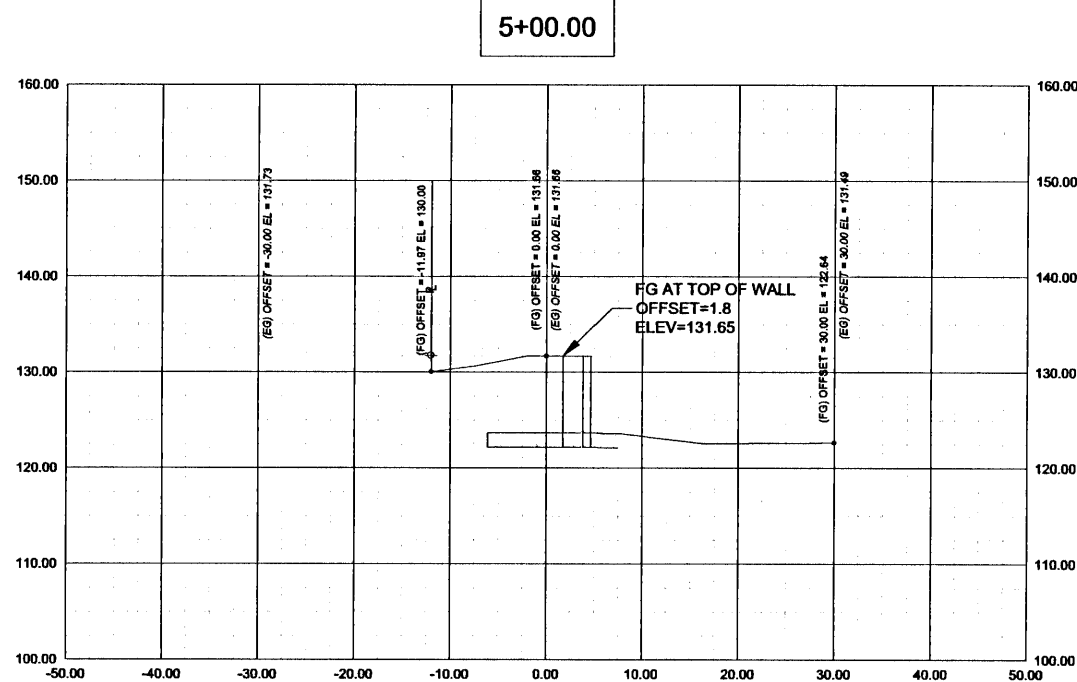 5+00.00
160.00
160.00
150.00
150.00
140.00
140.00
130.00
130.00
120.00
120.00
110.00
110.00
100.00
100.00
(EG) OFFSET = -30.00 EL = 131.73
(FG) OFFSET = -11.97 EL = 130.00
(FG) OFFSET = 0.00 EL = 131.66
(EG) OFFSET = 0.00 EL = 131.66
FG AT TOP OF WALL
OFFSET=1.8
ELEV=131.65
(FG) OFFSET = 30.00 EL = 122.64
(EG) OFFSET = 30.00 EL = 131.49
-50.00
-40.00
-30.00
-20.00
-10.00
0.00
10.00
20.00
30.00
40.00
50.00